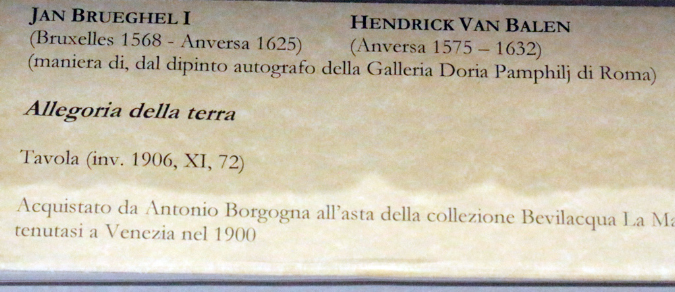 JAN BRUEGHEL I HENDRICK VAN BALEN
(Bruxelles 1568 - Anversa 1625) (Anversa 1575 – 1632)
(maniera di, dal dipinto autografo della Galleria Doria Pamphilj di Roma)
Allegoria della terra
Tavola (inv. 1906, XI, 72)
Acquistato da Antonio Borgogna all'asta della collezione Bevilacqua La
tenutasi a Venezia nel 1900